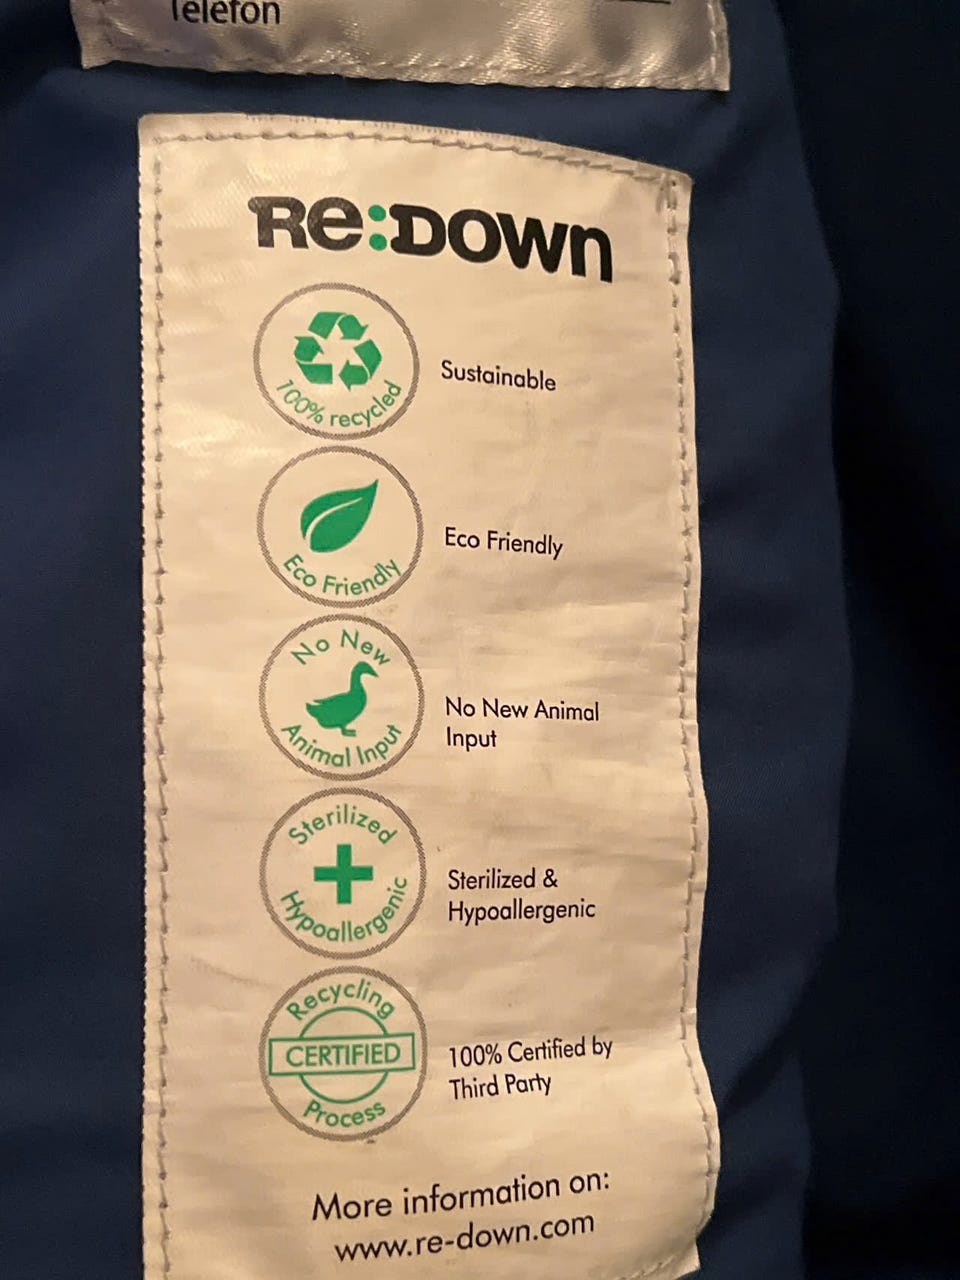 Telefon
Re:DOWN
100% recycled
Sustainable
Eco Friendly
Eco Friendly
No New
Animal Input
No New Animal
Input
Sterilized
Hypoallergenic
Sterilized &
Hypoallergenic
Recycling
CERTIFIED
Process
100% Certified by
Third Party
More information on:
www.re-down.com